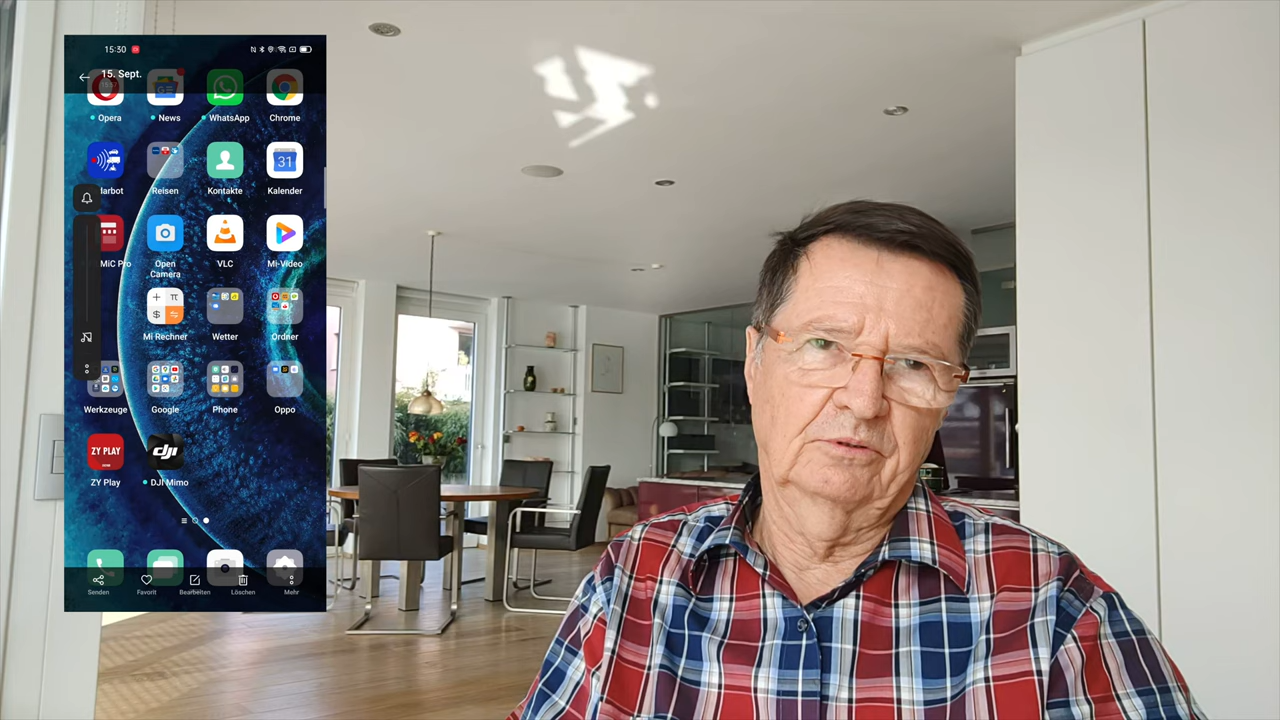 15:30
15. Sept.
Opera News WhatsApp Chrome
31
Reisen Kontakte Kalender
MiC Pro Open Camera VLC Mi-Video
Mi Rechner Wetter Ordner
Werkzeuge Google Phone Oppo
ZY PLAY
dji
ZY Play DJI Mimo
Senden Favorit Bearbeiten Löschen Mehr